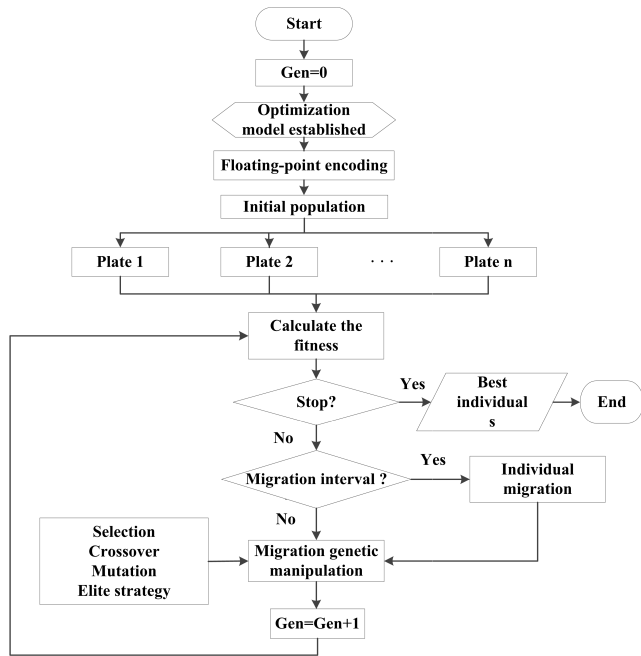 Start
Gen=0
Optimization
model established
Floating-point encoding
Initial population
Plate 1
Plate 2
. . .
Plate n
Calculate the
fitness
Stop?
Yes
Best
individual
s
End
No
Migration interval ?
Yes
Individual
migration
No
Selection
Crossover
Mutation
Elite strategy
Migration genetic
manipulation
Gen=Gen+1